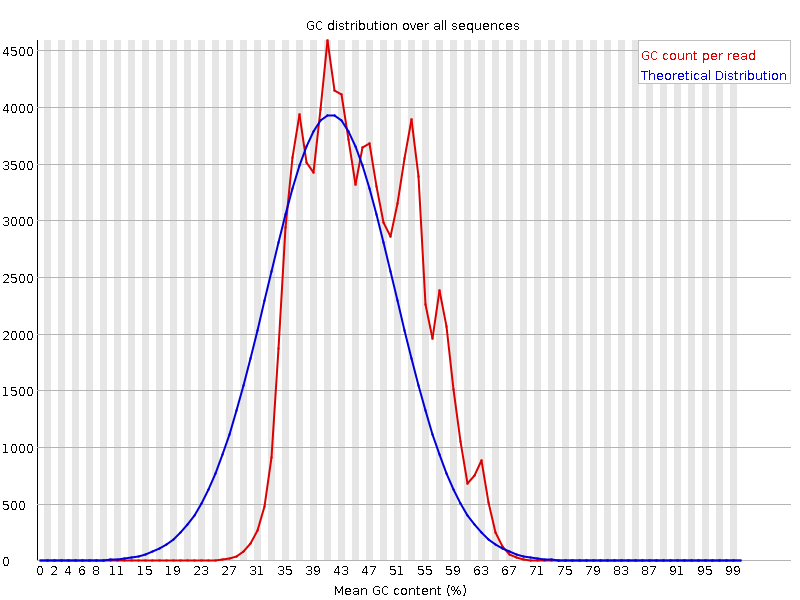 GC distribution over all sequences
GC count per read
Theoretical Distribution
4500
4000
3500
3000
2500
2000
1500
1000
500
0
0 2 4 6 8 11 15 19 23 27 31 35 39 43 47 51 55 59 63 67 71 75 79 83 87 91 95 99
Mean GC content (%)